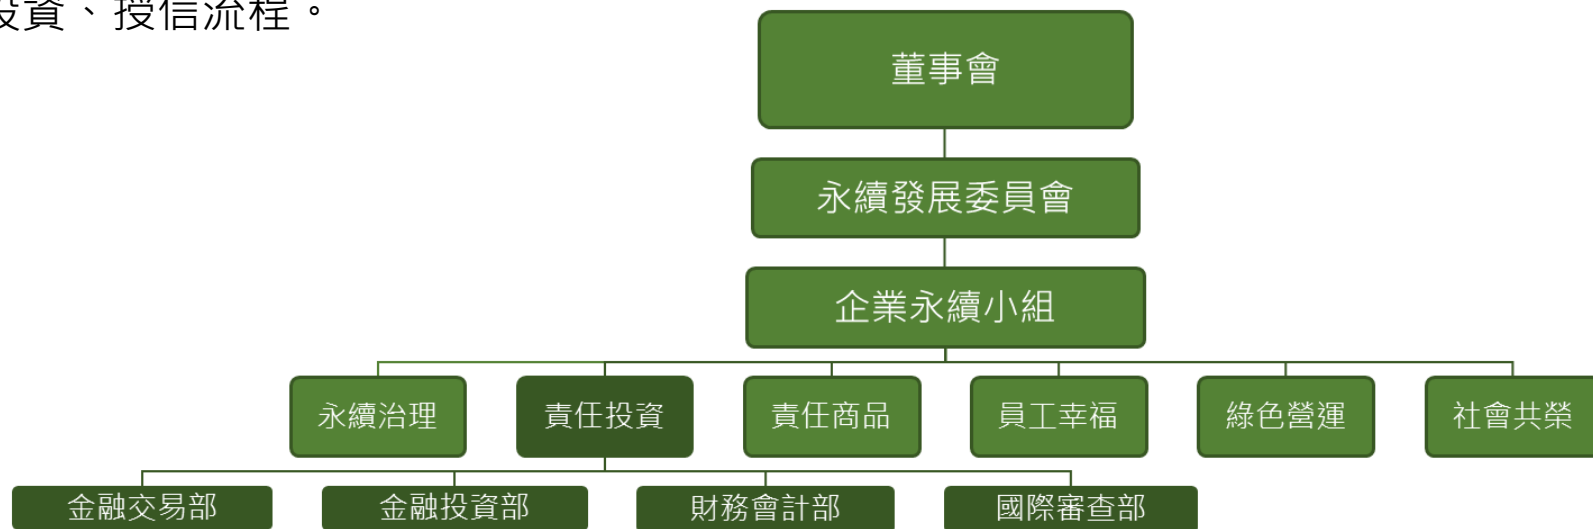 投資、授信流程。
董事會
永續發展委員會
企業永續小組
永續治理 責任投資 責任商品 員工幸福 綠色營運 社會共榮
金融交易部 金融投資部 財務會計部 國際審查部